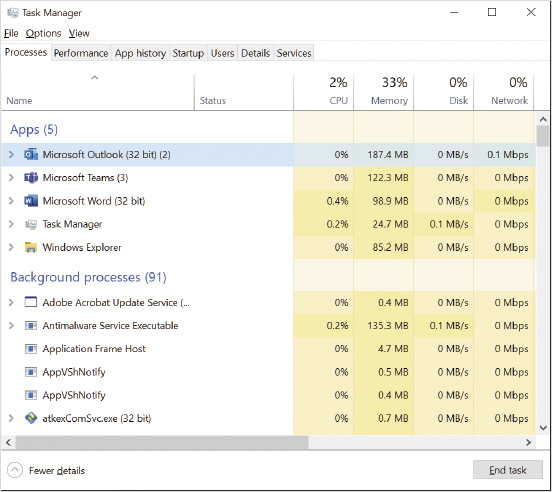 Task Manager
File Options View
Processes Performance App history Startup Users Details Services
2% 33% 0% 0%
Name Status CPU Memory Disk Network
Apps (5)
Microsoft Outlook (32 bit) (2) 0% 187.4 MB 0 MB/s 0.1 Mbps
Microsoft Teams (3) 0% 122.3 MB 0 MB/s 0 Mbps
Microsoft Word (32 bit) 0.4% 98.9 MB 0 MB/s 0 Mbps
Task Manager 0.2% 24.7 MB 0.1 MB/s 0 Mbps
Windows Explorer 0% 85.2 MB 0 MB/s 0 Mbps
Background processes (91)
Adobe Acrobat Update Service (... 0% 0.4 MB 0 MB/s 0 Mbps
Antimalware Service Executable 0.2% 135.3 MB 0.1 MB/s 0 Mbps
Application Frame Host 0% 4.7 MB 0 MB/s 0 Mbps
AppVShNotify 0% 0.5 MB 0 MB/s 0 Mbps
AppVShNotify 0% 0.4 MB 0 MB/s 0 Mbps
atkexComSvc.exe (32 bit) 0% 0.7 MB 0 MB/s 0 Mbps
Fewer details End task